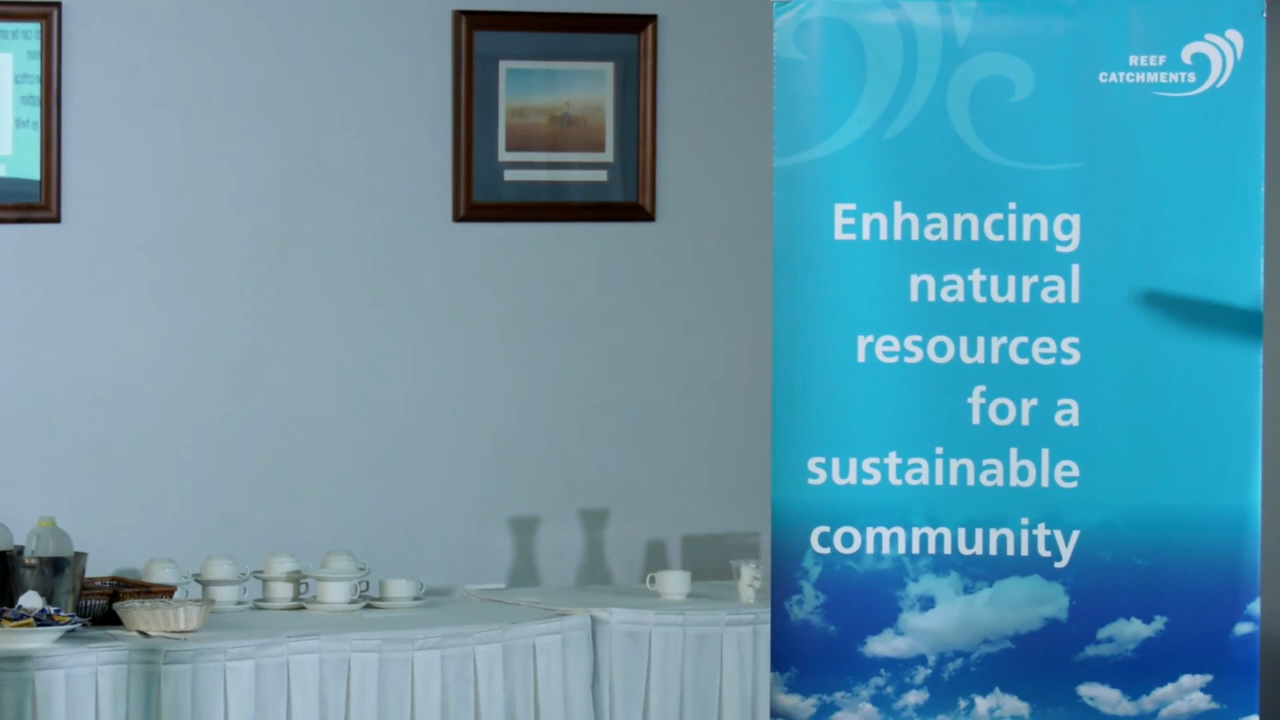 REEF
CATCHMENTS
Enhancing
natural
resources
for a
sustainable
community